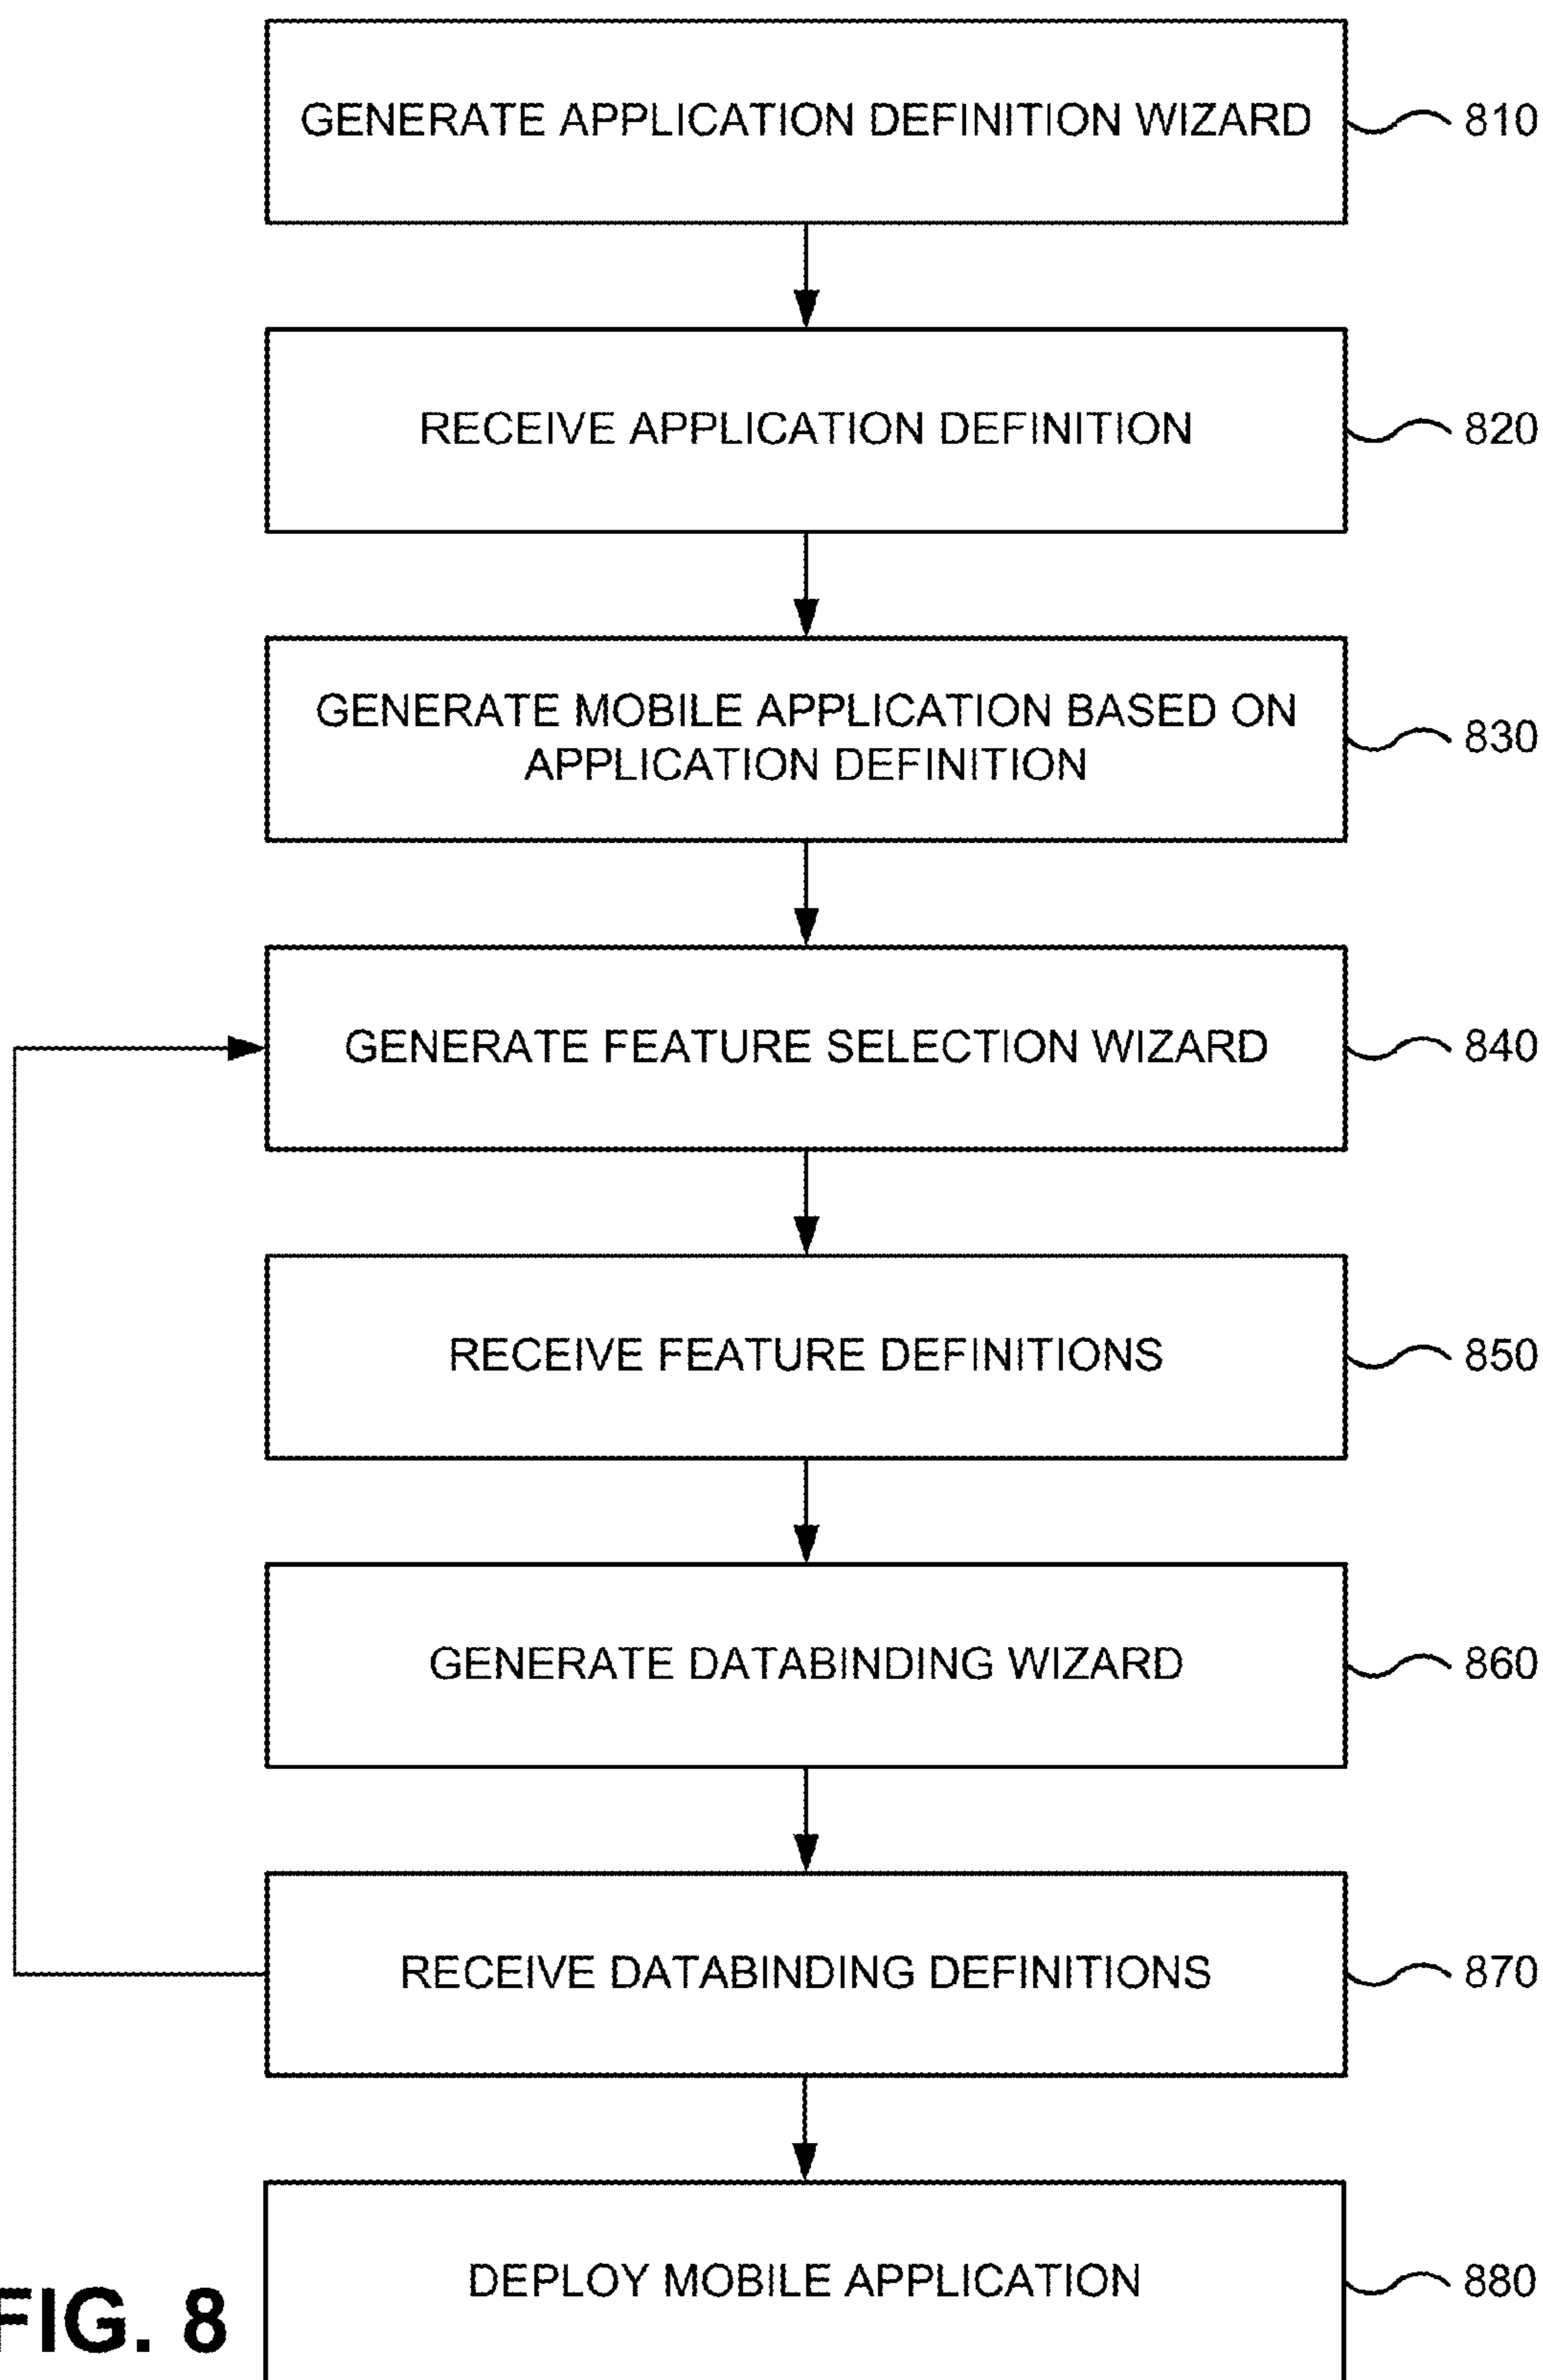 GENERATE APPLICATION DEFINITION WIZARD
810
RECEIVE APPLICATION DEFINITION
820
GENERATE MOBILE APPLICATION BASED ON
APPLICATION DEFINITION
830
GENERATE FEATURE SELECTION WIZARD
840
RECEIVE FEATURE DEFINITIONS
850
GENERATE DATABINDING WIZARD
860
RECEIVE DATABINDING DEFINITIONS
870
DEPLOY MOBILE APPLICATION
880
FIG. 8